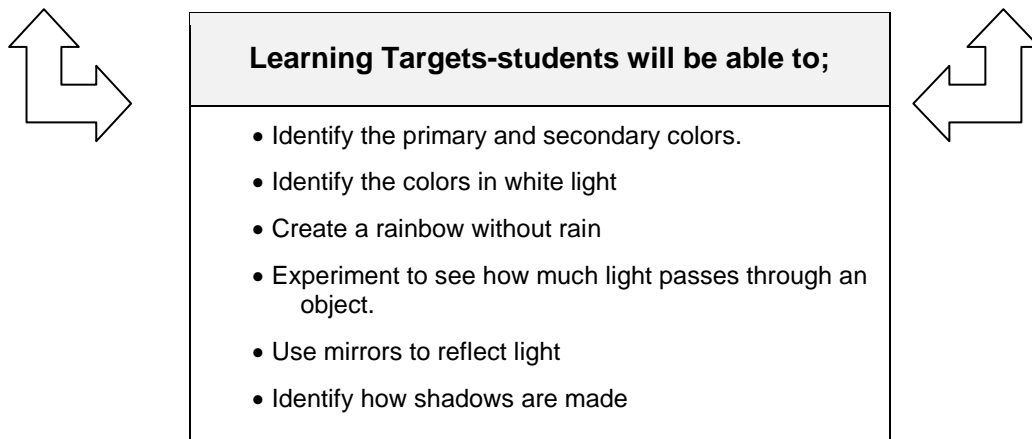 Learning Targets-students will be able to;
• Identify the primary and secondary colors.
• Identify the colors in white light
• Create a rainbow without rain
• Experiment to see how much light passes through an
object.
• Use mirrors to reflect light
• Identify how shadows are made